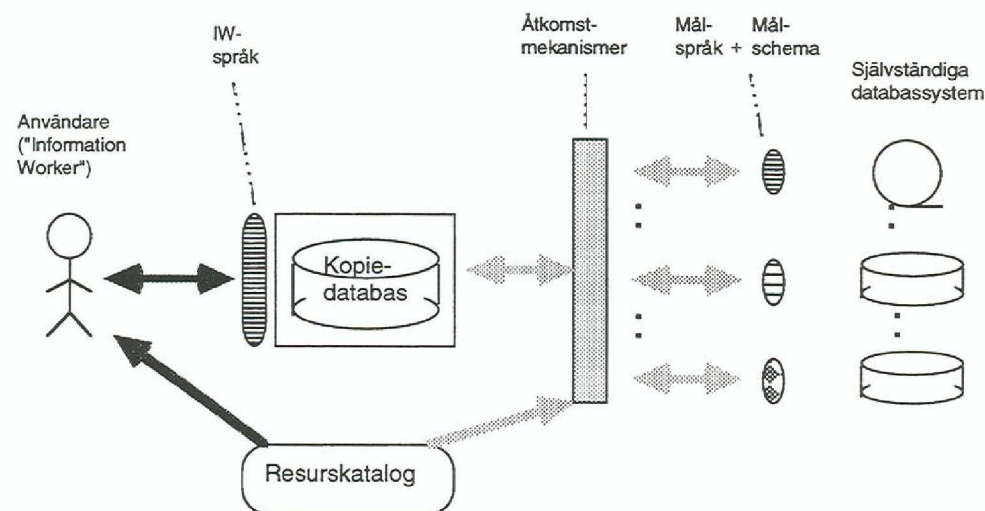 IW-
språk
Åtkomst-
mekanismer
Mål-
språk +
Mål-
schema
Självständiga
databassystem
Användare
("Information
Worker")
Kopie-
databas
Resurskatalog